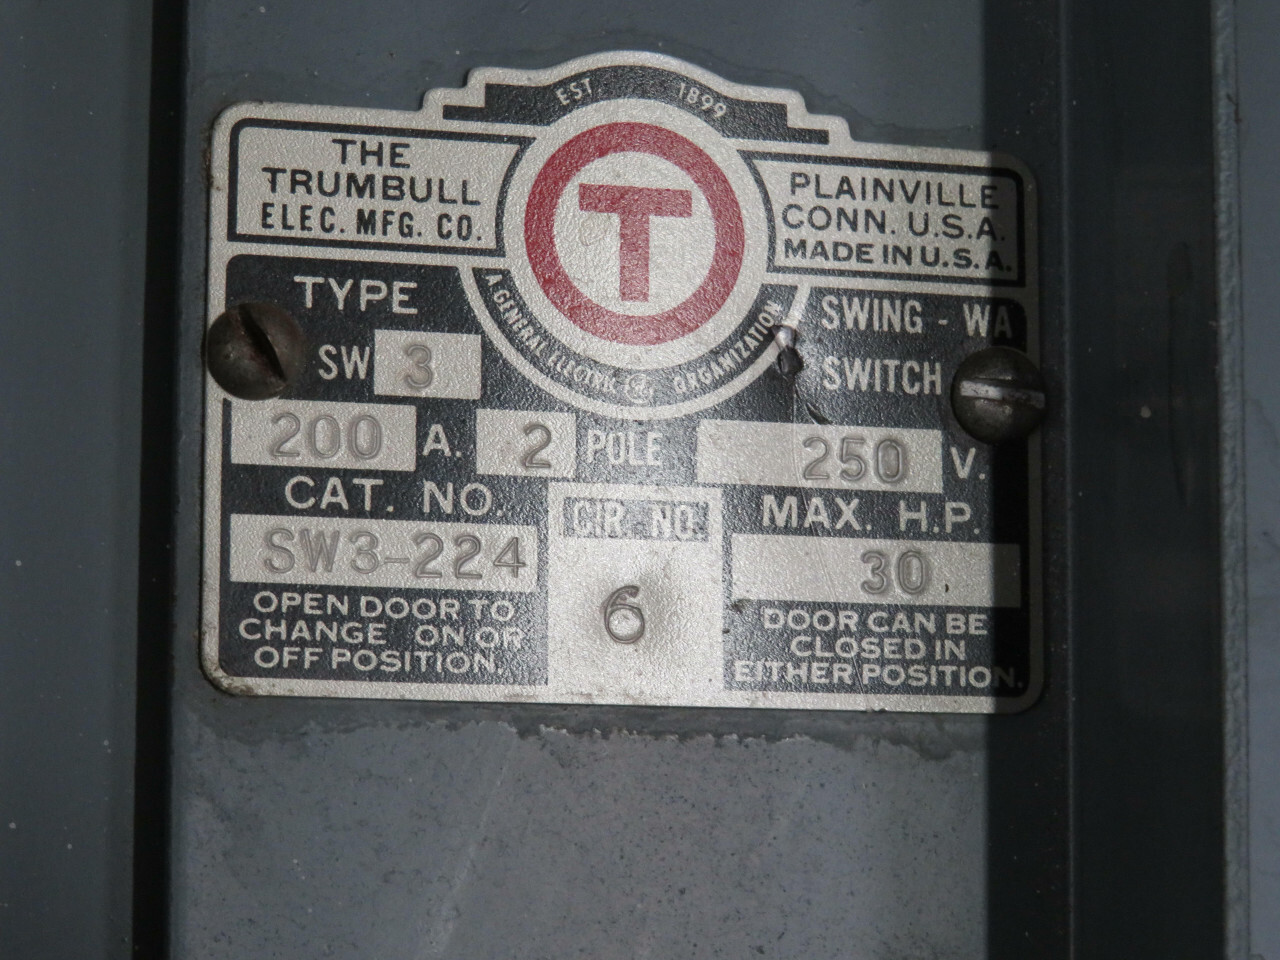 EST 1899
THE
TRUMBULL
ELEC. MFG. CO.
T
PLAINVILLE
CONN. U.S.A.
MADE IN U.S.A.
A GENERAL ELECTRIC ORGANIZATION
TYPE
SW 3
SWING - WA
SWITCH
200 A. 2 POLE 250 V.
CAT. NO.
SW3-224
CIR. NO.
6
MAX. H.P.
30
OPEN DOOR TO
CHANGE ON OR
OFF POSITION
DOOR CAN BE
CLOSED IN
EITHER POSITION.